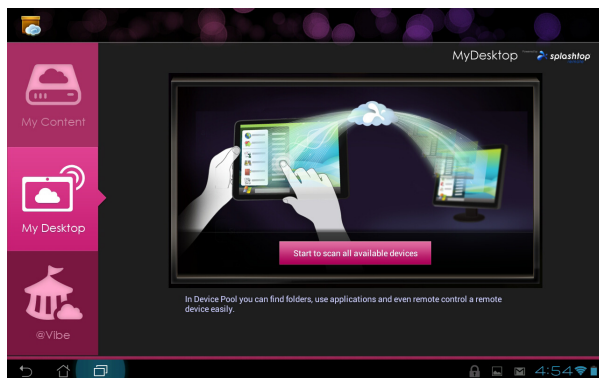 MyDesktop splashtop
My Content
My Desktop
@Vibe
Start to scan all available devices
In Device Pool you can find folders, use applications and even remote control a remote
device easily.
4:54